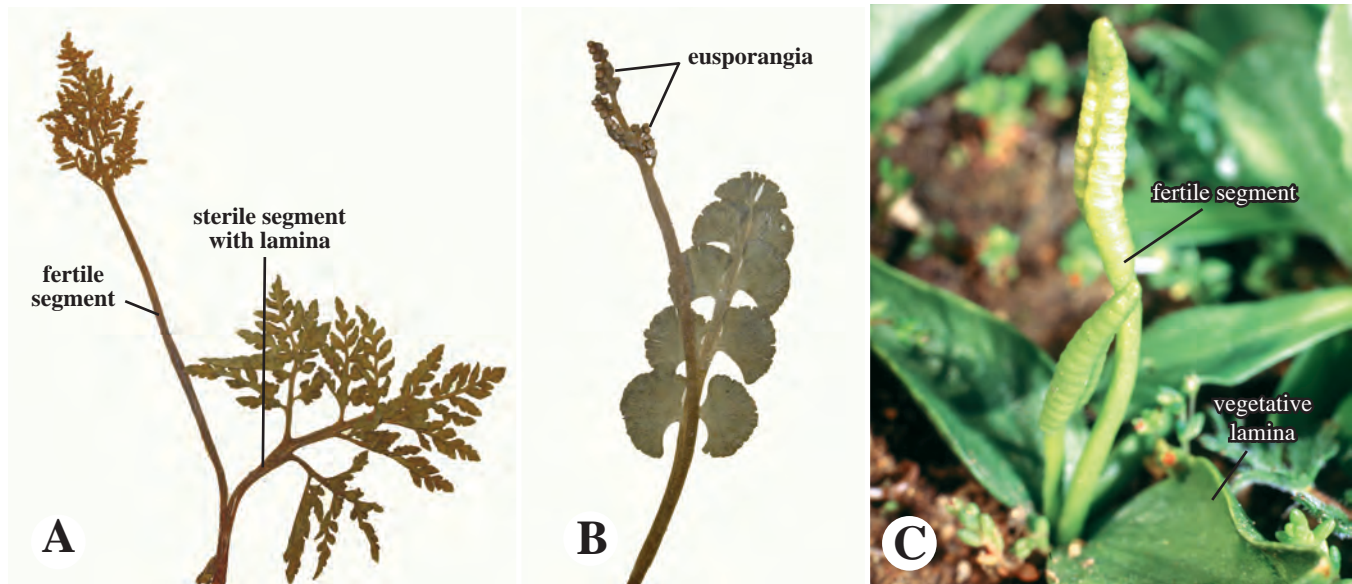 sterile segment
with lamina
fertile
segment
A
eusporangia
B
fertile segment
vegetative
lamina
C